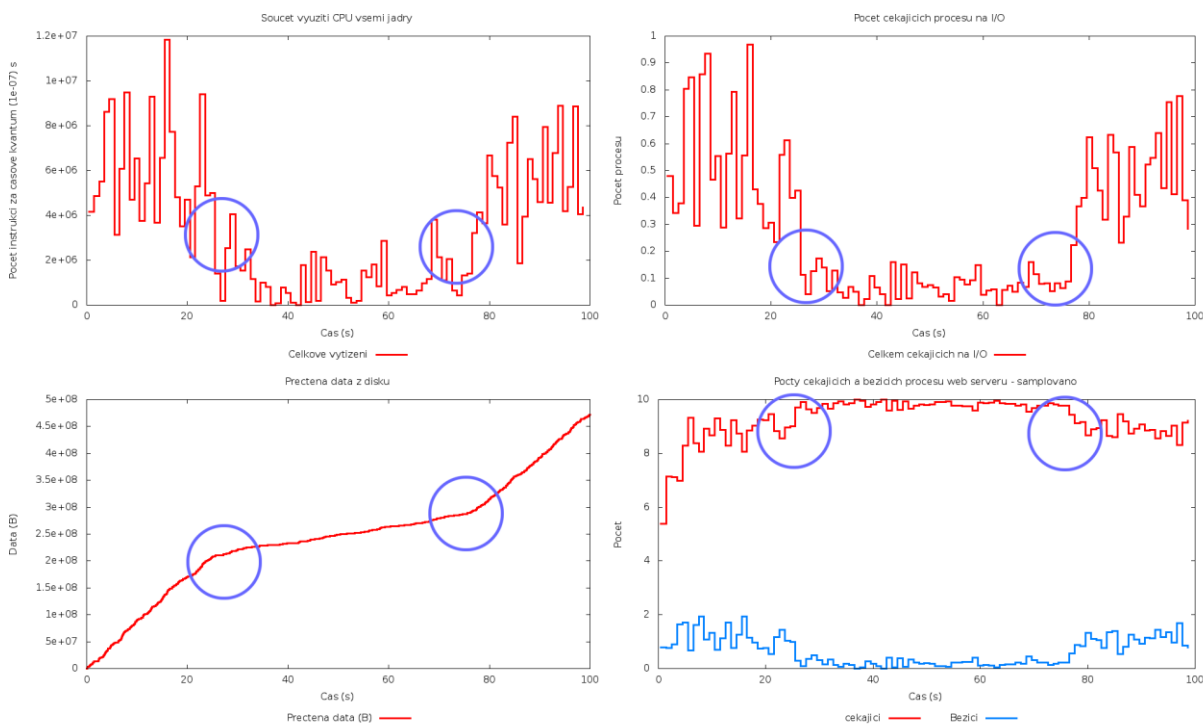 Soucet vyuziti CPU vsemi jadry
Pocet instrukci za casove kvantum (1e-07) s
1.2e+07
1e+07
8e+06
6e+06
4e+06
2e+06
0
0 20 40 60 80 100
Cas (s)
Celkove vytizeni
Pocet cekajicich procesu na I/O
Pocet procesu
1
0.9
0.8
0.7
0.6
0.5
0.4
0.3
0.2
0.1
0
0 20 40 60 80 100
Cas (s)
Celkem cekajicich na I/O
Prectena data z disku
Data (B)
5e+08
4.5e+08
4e+08
3.5e+08
3e+08
2.5e+08
2e+08
1.5e+08
1e+08
5e+07
0
0 20 40 60 80 100
Cas (s)
Prectena data (B)
Pocty cekajicich a bezicich procesu web serveru - samplovano
Pocet
10
8
6
4
2
0
0 20 40 60 80 100
Cas (s)
cekajici Bezici